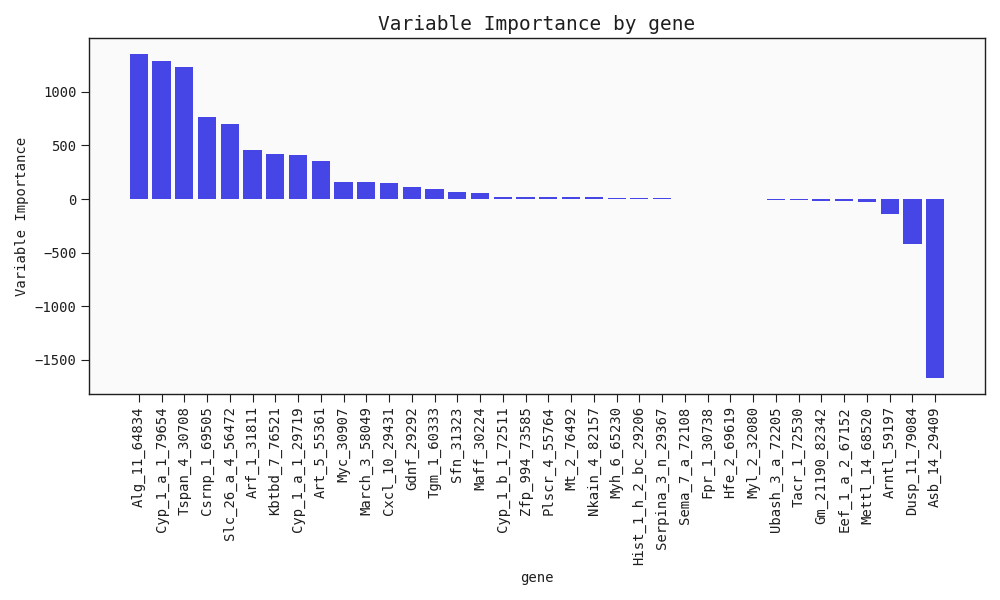 Variable Importance by gene
Variable Importance
1000
500
0
−500
−1000
−1500
Alg_11_64834
Cyp_1_a_1_79654
Tspan_4_30708
Csrnp_1_69505
Slc_26_a_4_56472
Arf_1_31811
Kbtbd_7_76521
Cyp_1_a_1_29719
Art_5_55361
Myc_30907
March_3_58049
Cxcl_10_29431
Gdnf_29292
Tgm_1_60333
Sfn_31323
Maff_30224
Cyp_1_b_1_72511
Zfp_994_73585
Plscr_4_55764
Mt_2_76492
Nkain_4_82157
Myh_6_65230
Hist_1_h_2_bc_29206
Serpina_3_n_29367
Sema_7_a_72108
Fpr_1_30738
Hfe_2_69619
Myl_2_32080
Ubash_3_a_72205
Tacr_1_72530
Gm_21190_82342
Eef_1_a_2_67152
Mettl_14_68520
Arntl_59197
Dusp_11_79084
Asb_14_29409
gene